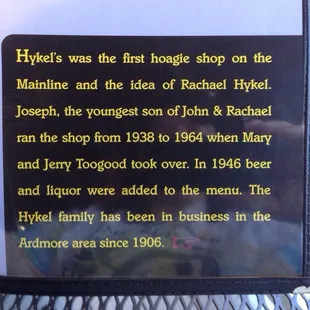 Hykel's was the first hoagie shop on the
Mainline and the idea of Rachael Hykel.
Joseph, the youngest son of John & Rachael
ran the shop from 1938 to 1964 when Mary
and Jerry Toogood took over. In 1946 beer
and liquor were added to the menu. The
Hykel family has been in business in the
Ardmore area since 1906.